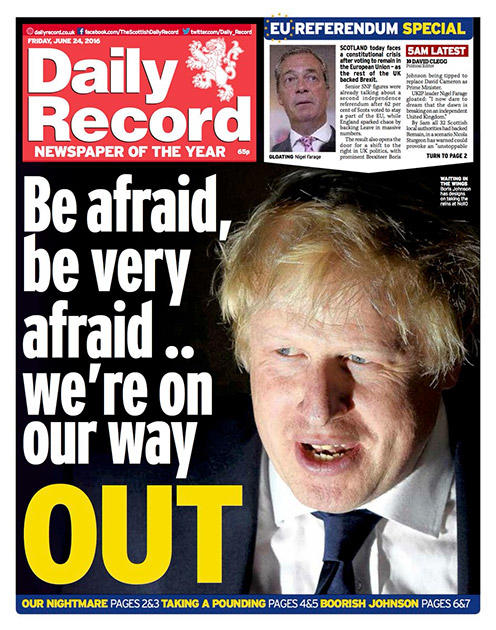 dailyrecord.co.uk facebook.com/TheScottishDailyRecord twitter.com/Daily_Record
FRIDAY, JUNE 24, 2016
Daily
Record
NEWSPAPER OF THE YEAR 65p
EU REFERENDUM SPECIAL
GLOATING Nigel Farage
SCOTLAND today faces
a constitutional crisis
after voting to remain in
the European Union - as
the rest of the UK
backed Brexit.
Senior SNP figures were
already talking about a
second independence
referendum after 62 per
cent of Scots voted to stay
a part of the EU, while
England sparked chaos by
backing Leave in massive
numbers.
The result also opens the
door for a shift to the
right in UK politics, with
prominent Brexiteer Boris
5AM LATEST
DAVID CLEGG
Political Editor
Johnson being tipped to
replace David Cameron as
Prime Minister.
UKIP leader Nigel Farage
gloated: "I now dare to
dream that the dawn is
breaking on an independent
United Kingdom."
By 5am all 32 Scottish
local authorities had backed
Remain, in a scenario Nicola
Sturgeon has warned could
provoke an "unstoppable
TURN TO PAGE 2
WAITING IN
THE WINGS
Boris Johnson
has designs
on taking the
reins at No10
Be afraid,
be very
afraid ..
we're on
our way
OUT
OUR NIGHTMARE PAGES 2&3 TAKING A POUNDING PAGES 4&5 BOORISH JOHNSON PAGES 6&7